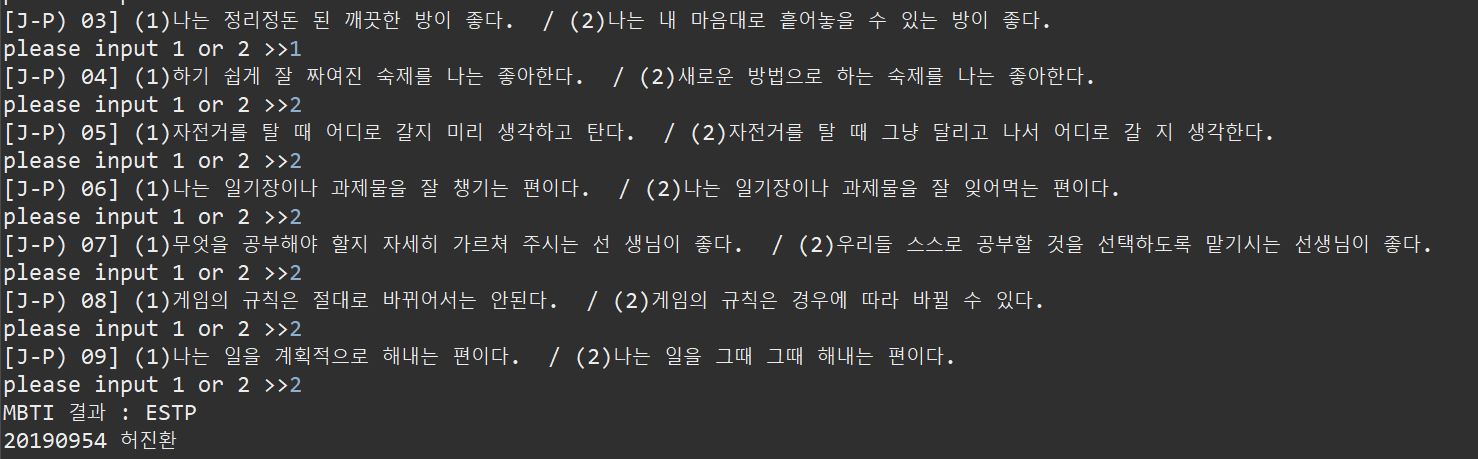 [J-P) 03] (1)나는 정리정돈 된 깨끗한 방이 좋다.  / (2)나는 내 마음대로 흩어놓을 수 있는 방이 좋다.
please input 1 or 2 >>1
[J-P) 04] (1)하기 쉽게 잘 짜여진 숙제를 나는 좋아한다.  / (2)새로운 방법으로 하는 숙제를 나는 좋아한다.
please input 1 or 2 >>2
[J-P) 05] (1)자전거를 탈 때 어디로 갈지 미리 생각하고 탄다.  / (2)자전거를 탈 때 그냥 달리고 나서 어디로 갈 지 생각한다.
please input 1 or 2 >>2
[J-P) 06] (1)나는 일기장이나 과제물을 잘 챙기는 편이다.  / (2)나는 일기장이나 과제물을 잘 잊어먹는 편이다.
please input 1 or 2 >>2
[J-P) 07] (1)무엇을 공부해야 할지 자세히 가르쳐 주시는 선 생님이 좋다.  / (2)우리들 스스로 공부할 것을 선택하도록 맡기시는 선생님이 좋다.
please input 1 or 2 >>2
[J-P) 08] (1)게임의 규칙은 절대로 바뀌어서는 안된다.  / (2)게임의 규칙은 경우에 따라 바뀔 수 있다.
please input 1 or 2 >>2
[J-P) 09] (1)나는 일을 계획적으로 해내는 편이다.  / (2)나는 일을 그때 그때 해내는 편이다.
please input 1 or 2 >>2
MBTI 결과 : ESTP
20190954 허진환